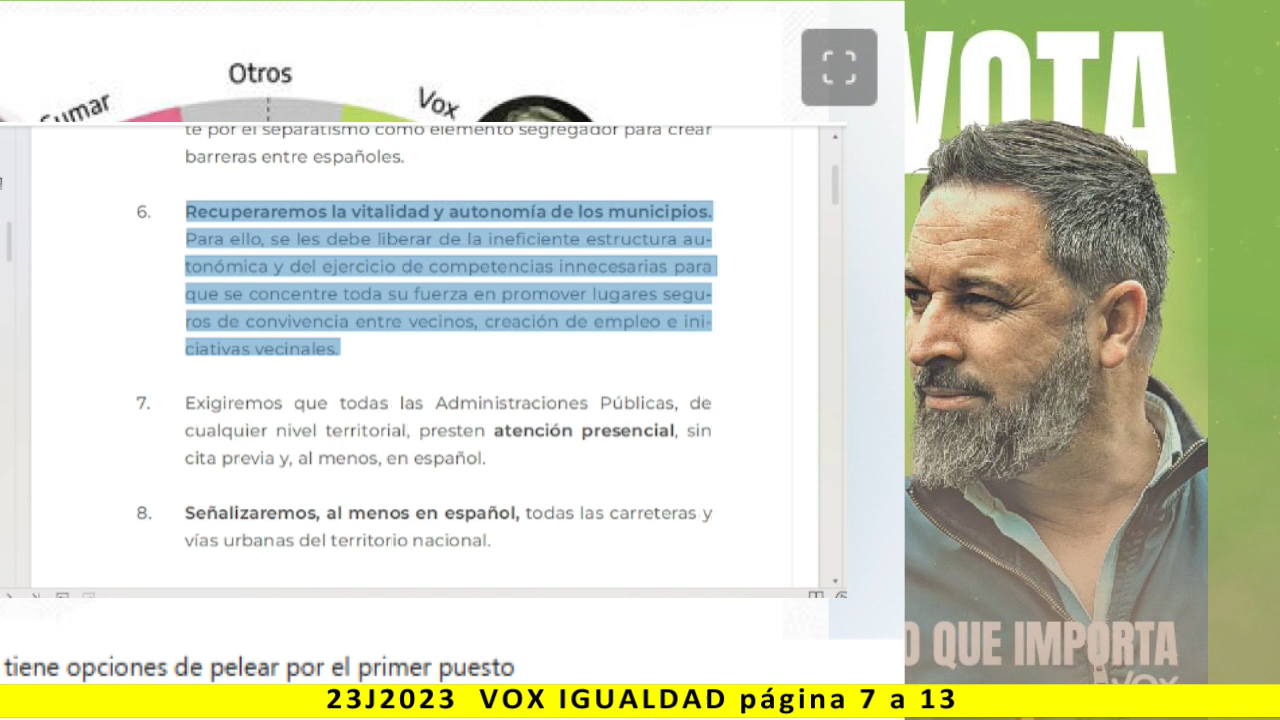 Otros
Sumar
Vox
te por el separatismo como elemento segregador para crear
barreras entre españoles.
6. Recuperaremos la vitalidad y autonomía de los municipios.
Para ello, se les debe liberar de la ineficiente estructura au-
tonómica y del ejercicio de competencias innecesarias para
que se concentre toda su fuerza en promover lugares segu-
ros de convivencia entre vecinos, creación de empleo e ini-
ciativas vecinales.
7. Exigiremos que todas las Administraciones Públicas, de
cualquier nivel territorial, presten atención presencial, sin
cita previa y, al menos, en español.
8. Señalizaremos, al menos en español, todas las carreteras y
vías urbanas del territorio nacional.
tiene opciones de pelear por el primer puesto
VOTA
O QUE IMPORTA
VOX
23J2023 VOX IGUALDAD página 7 a 13